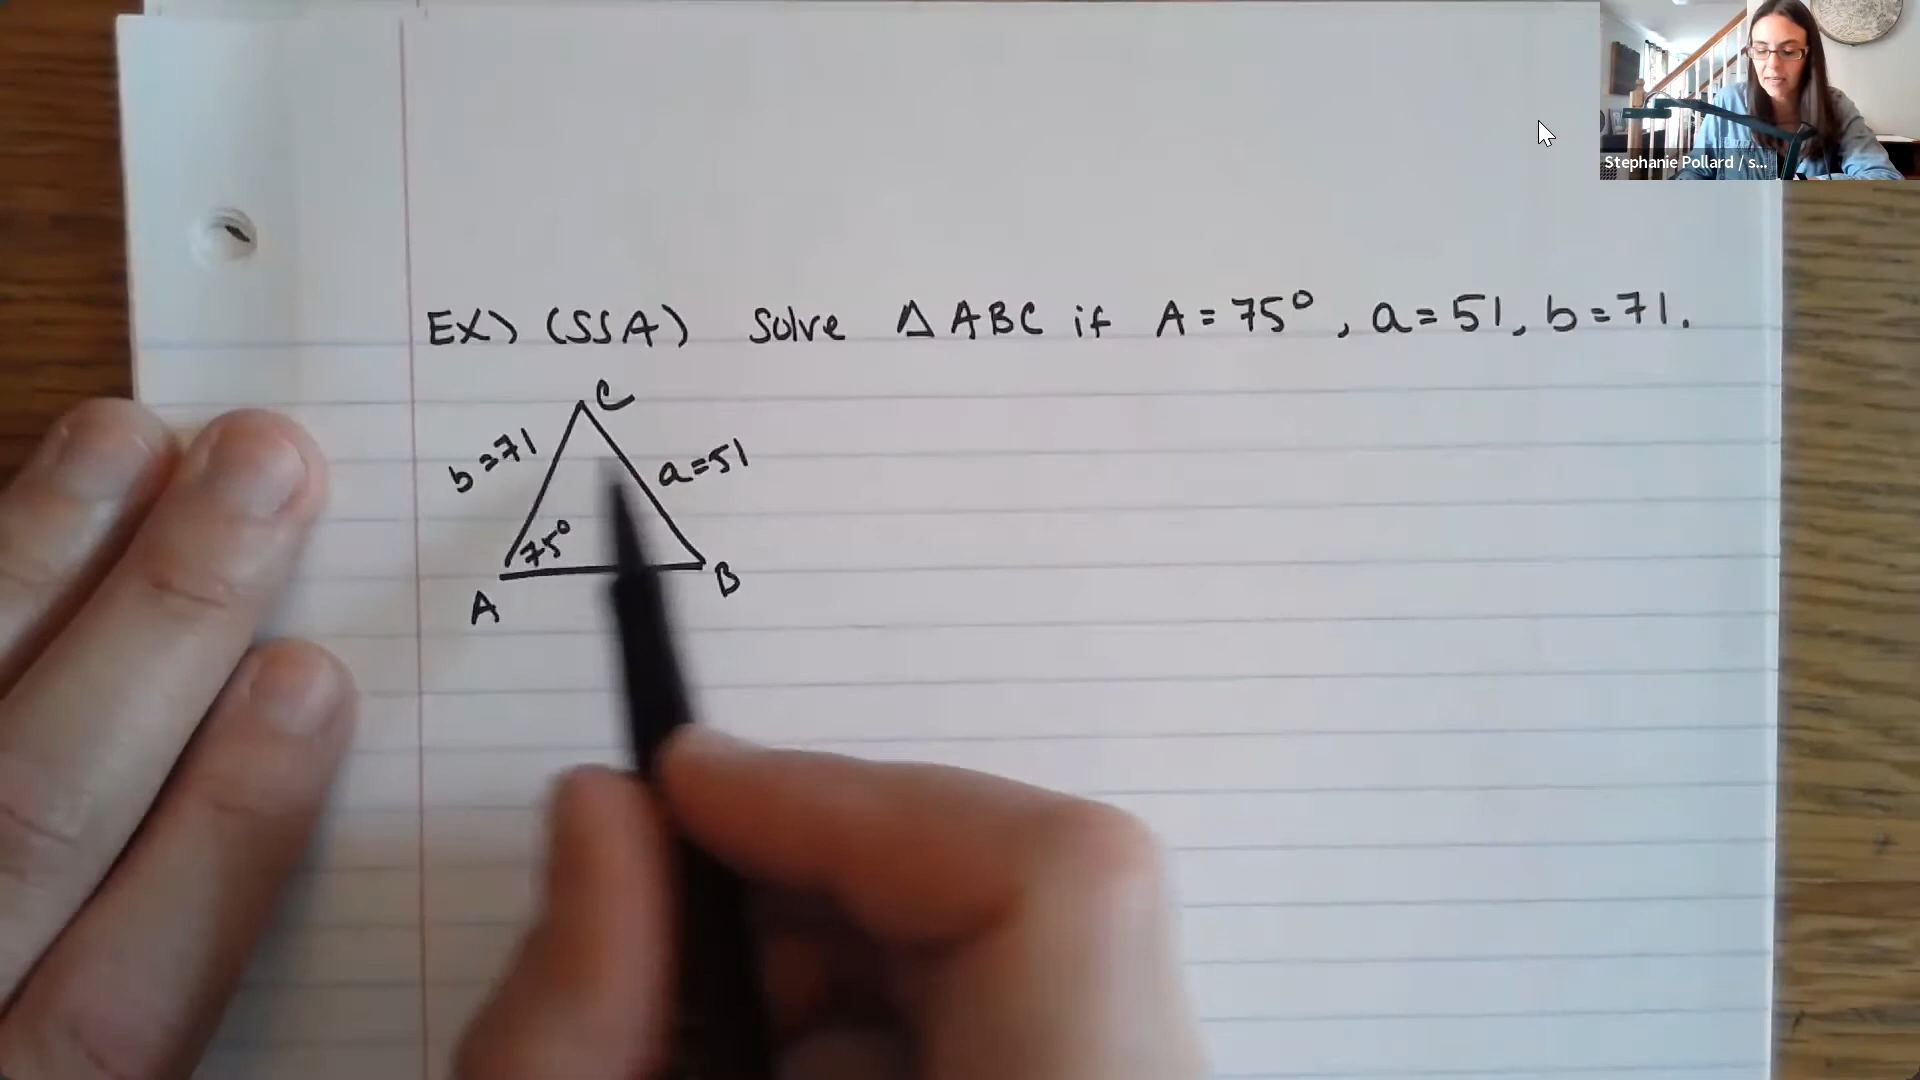 Stephanie Pollard / s...
EX) (SSA) Solve △ABC if A=75°, a=51, b=71.
C
b=71
a=51
75°
A
B